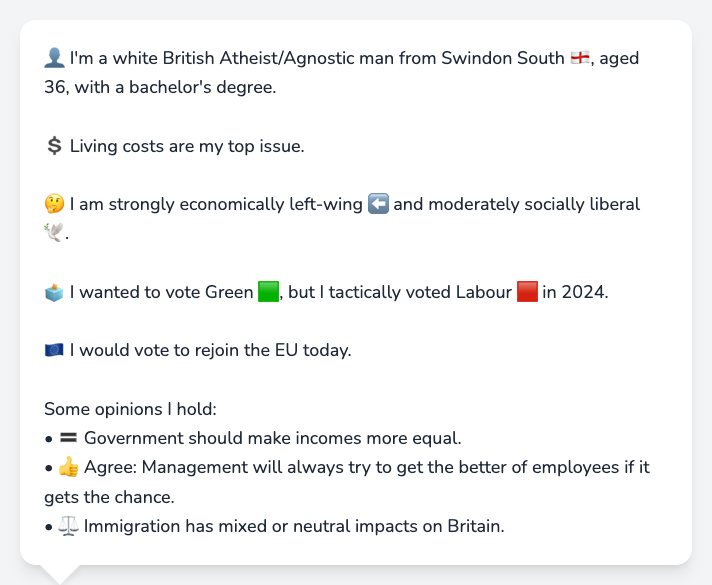 👤 I'm a white British Atheist/Agnostic man from Swindon South 🏴󠁧󠁢󠁥󠁮󠁧󠁿, aged
36, with a bachelor's degree.
💲 Living costs are my top issue.
🤔 I am strongly economically left-wing ⬅️ and moderately socially liberal
🕊️.
🗳️ I wanted to vote Green 🟩, but I tactically voted Labour 🟥 in 2024.
🇪🇺 I would vote to rejoin the EU today.
Some opinions I hold:
• 🟰 Government should make incomes more equal.
• 👍 Agree: Management will always try to get the better of employees if it
gets the chance.
• ⚖️ Immigration has mixed or neutral impacts on Britain.